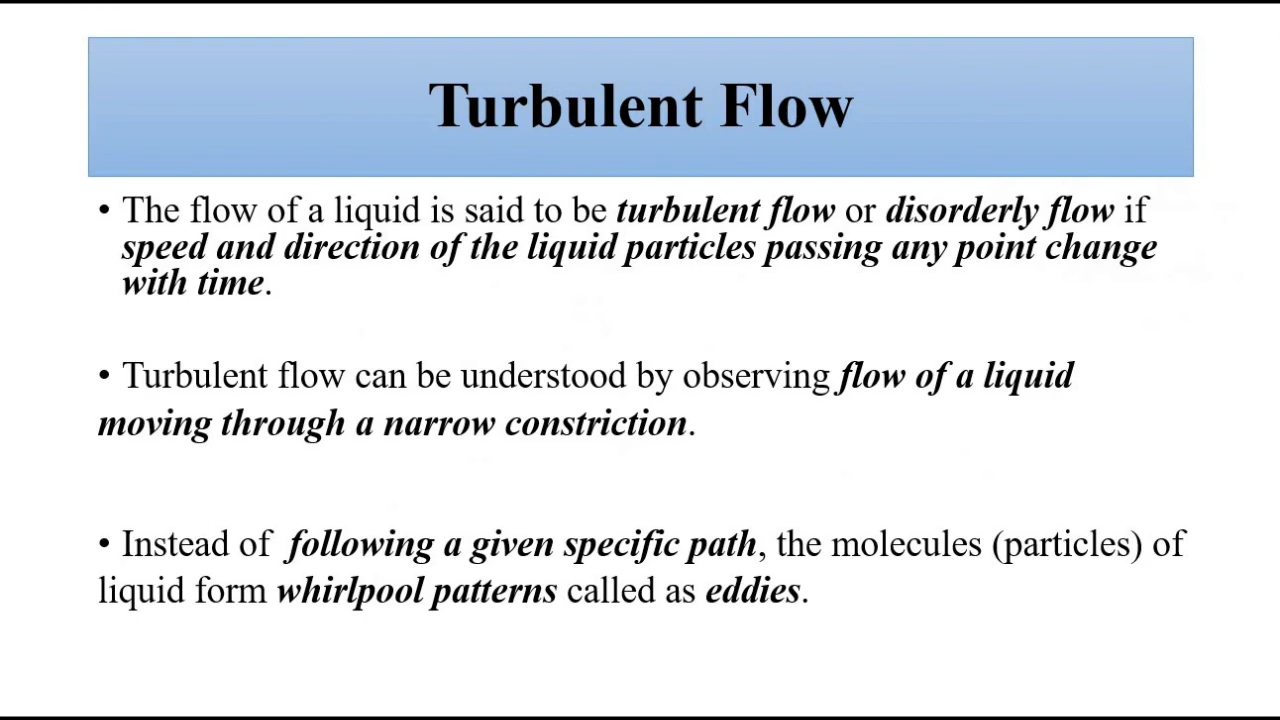 Turbulent Flow
• The flow of a liquid is said to be turbulent flow or disorderly flow if
speed and direction of the liquid particles passing any point change
with time.
• Turbulent flow can be understood by observing flow of a liquid
moving through a narrow constriction.
• Instead of following a given specific path, the molecules (particles) of
liquid form whirlpool patterns called as eddies.